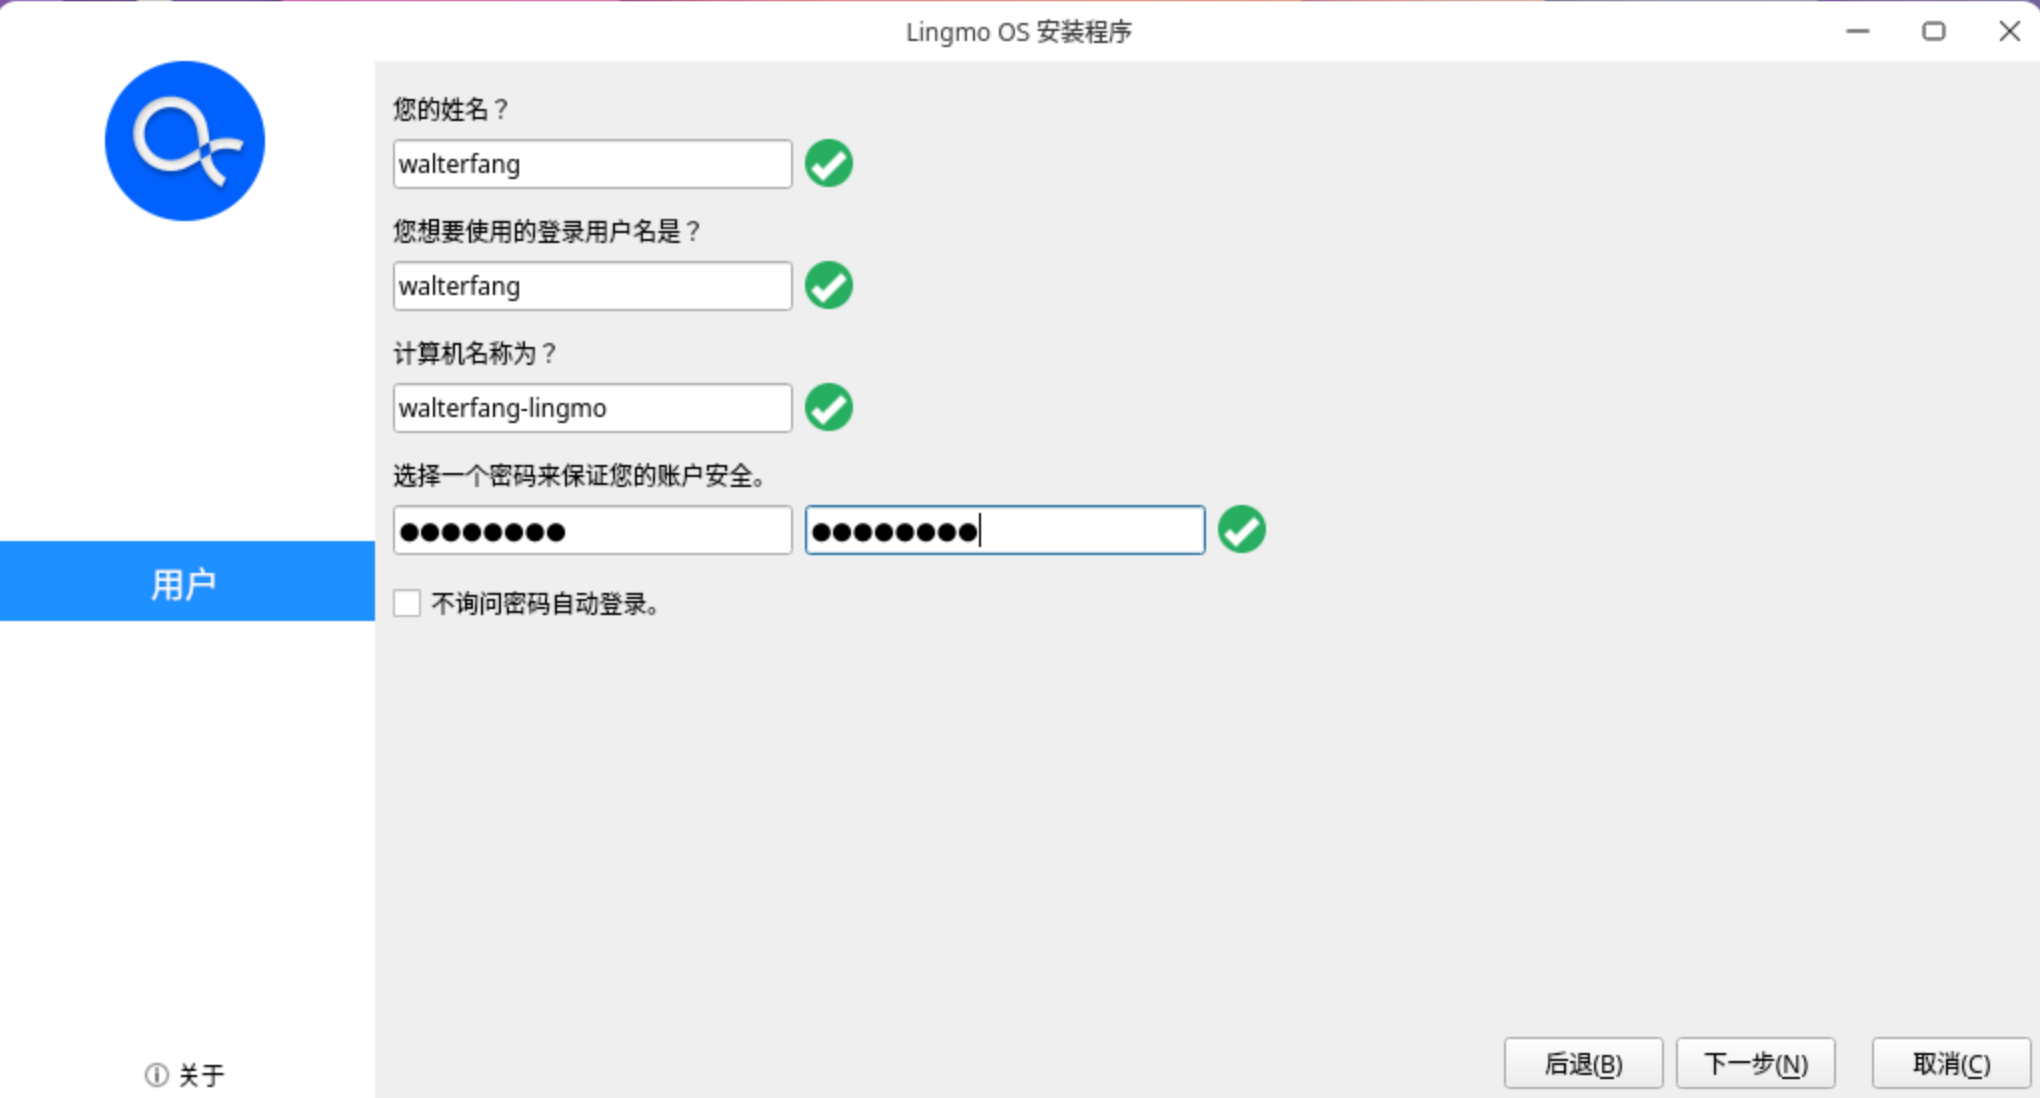 Lingmo OS 安装程序
您的姓名？
walterfang
您想要使用的登录用户名是？
walterfang
计算机名称为？
walterfang-lingmo
选择一个密码来保证您的账户安全。
●●●●●●●● ●●●●●●●●
用户
不询问密码自动登录。
关于
后退(B) 下一步(N) 取消(C)